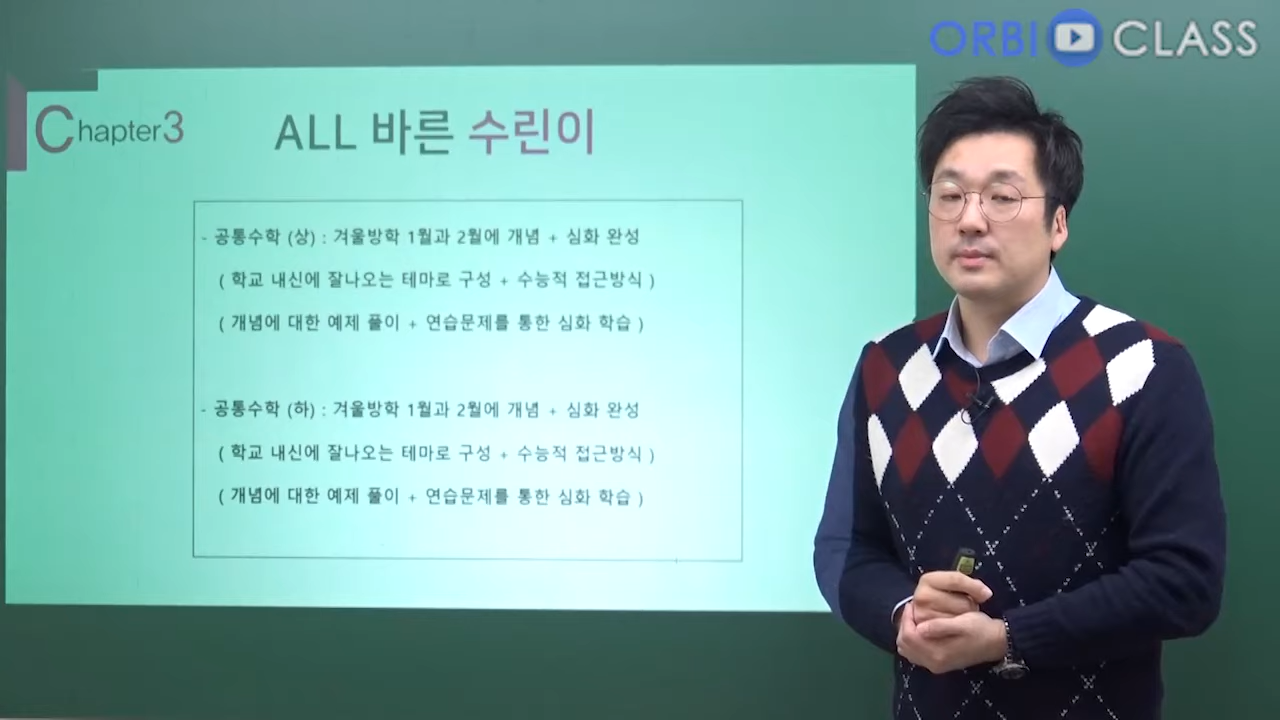 ORBI CLASS
Chapter3
ALL 바른 수린이
- 공통수학 (상) : 겨울방학 1월과 2월에 개념 + 심화 완성
( 학교 내신에 잘나오는 테마로 구성 + 수능적 접근방식 )
( 개념에 대한 예제 풀이 + 연습문제를 통한 심화 학습 )
- 공통수학 (하) : 겨울방학 1월과 2월에 개념 + 심화 완성
( 학교 내신에 잘나오는 테마로 구성 + 수능적 접근방식 )
( 개념에 대한 예제 풀이 + 연습문제를 통한 심화 학습 )